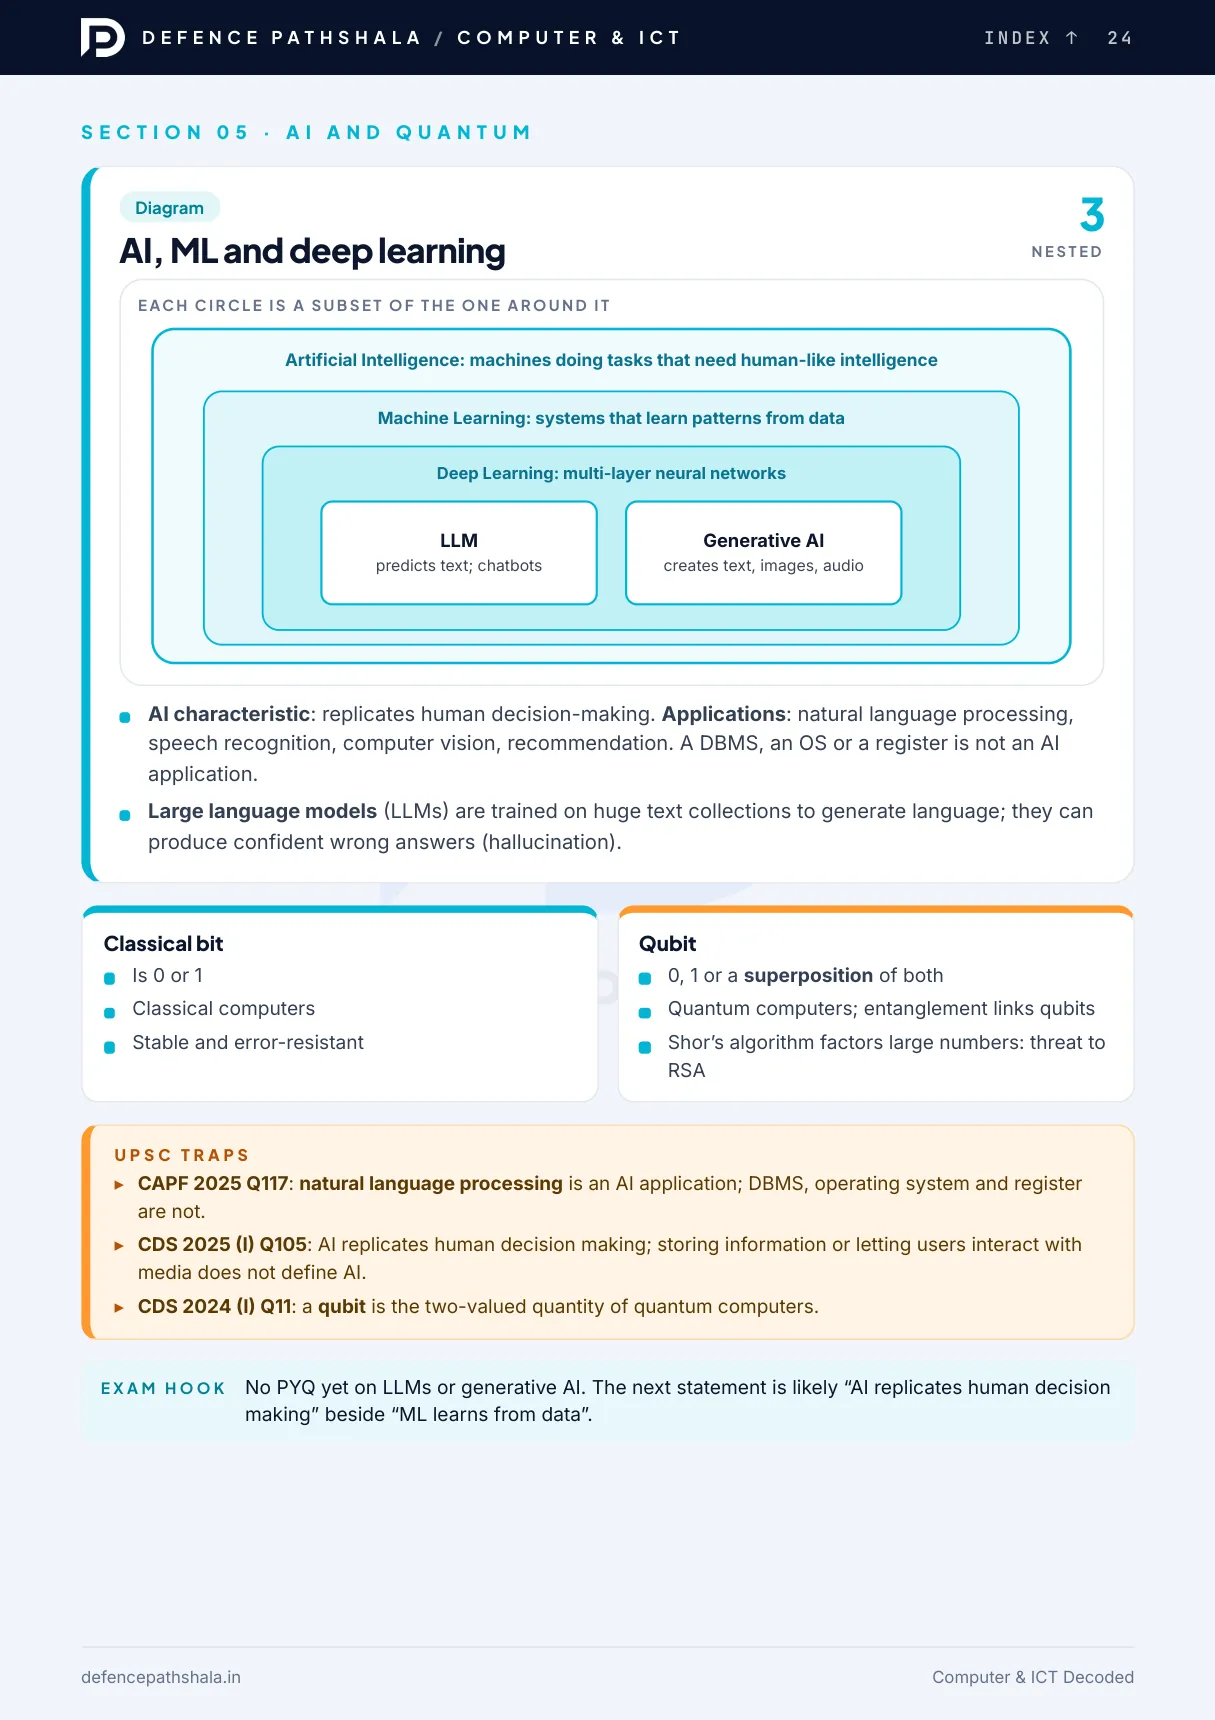 DEFENCE PATHSHALA / COMPUTER & ICT
INDEX ↑ 24
SECTION 05 · AI AND QUANTUM
Diagram
3
AI, ML and deep learning
NESTED
EACH CIRCLE IS A SUBSET OF THE ONE AROUND IT
Artificial Intelligence: machines doing tasks that need human-like intelligence
Machine Learning: systems that learn patterns from data
Deep Learning: multi-layer neural networks
LLM
predicts text; chatbots
Generative AI
creates text, images, audio
AI characteristic: replicates human decision-making. Applications: natural language processing,
speech recognition, computer vision, recommendation. A DBMS, an OS or a register is not an AI
application.
Large language models (LLMs) are trained on huge text collections to generate language; they can
produce confident wrong answers (hallucination).
Classical bit
Is 0 or 1
Classical computers
Stable and error-resistant
Qubit
0, 1 or a superposition of both
Quantum computers; entanglement links qubits
Shor’s algorithm factors large numbers: threat to
RSA
UPSC TRAPS
▸ CAPF 2025 Q117: natural language processing is an AI application; DBMS, operating system and register
are not.
▸ CDS 2025 (I) Q105: AI replicates human decision making; storing information or letting users interact with
media does not define AI.
▸ CDS 2024 (I) Q11: a qubit is the two-valued quantity of quantum computers.
EXAM HOOK No PYQ yet on LLMs or generative AI. The next statement is likely “AI replicates human decision
making” beside “ML learns from data”.
defencepathshala.in
Computer & ICT Decoded